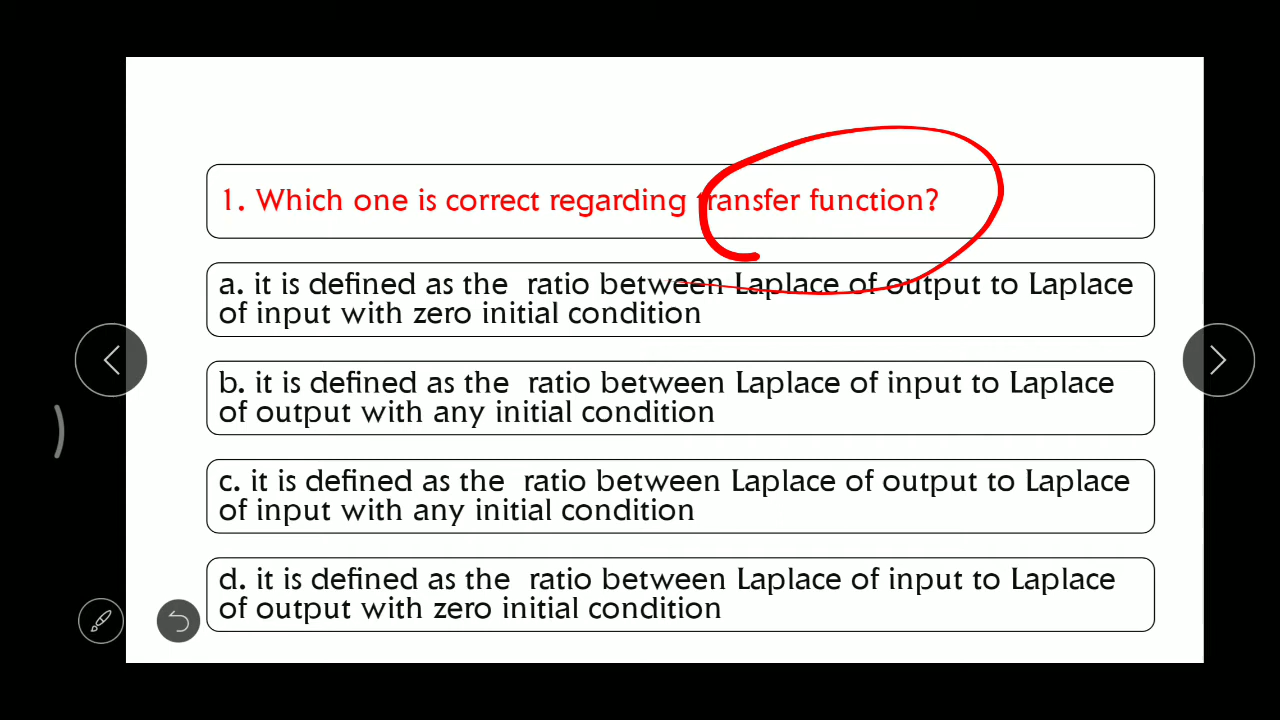 1. Which one is correct regarding transfer function?
a. it is defined as the ratio between Laplace of output to Laplace
of input with zero initial condition
b. it is defined as the ratio between Laplace of input to Laplace
of output with any initial condition
c. it is defined as the ratio between Laplace of output to Laplace
of input with any initial condition
d. it is defined as the ratio between Laplace of input to Laplace
of output with zero initial condition